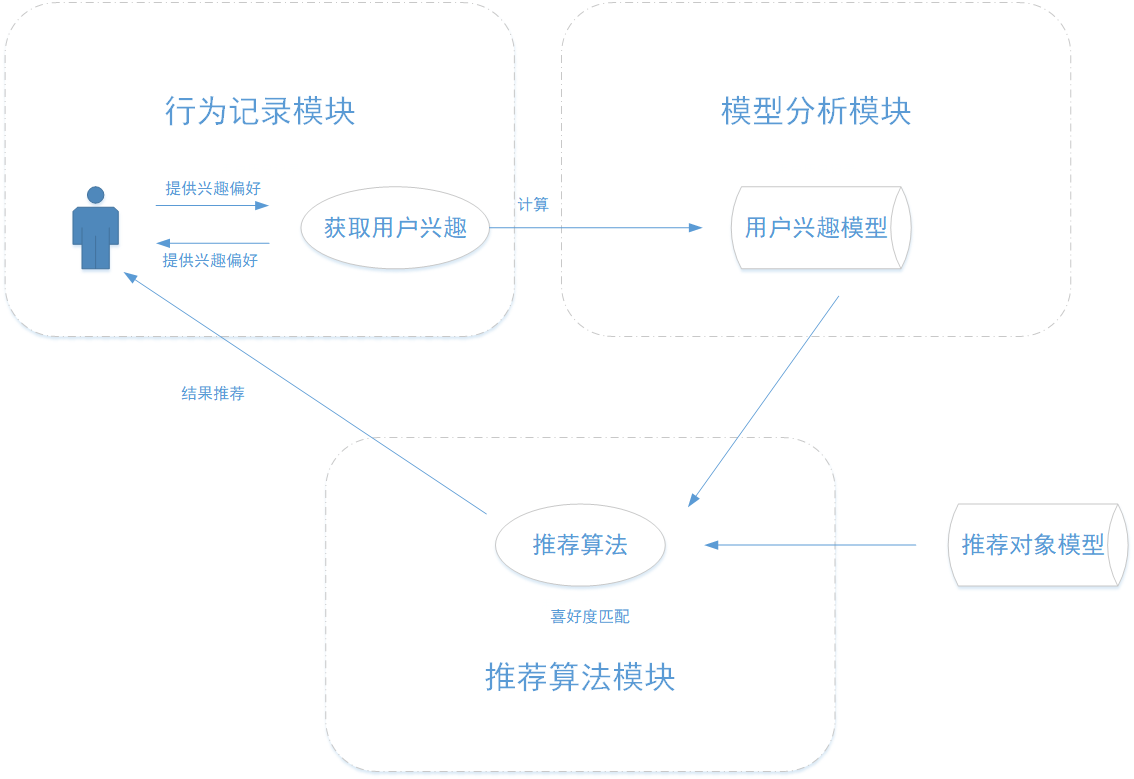 行为记录模块
模型分析模块
提供兴趣偏好
获取用户兴趣
计算
用户兴趣模型
提供兴趣偏好
结果推荐
推荐算法
推荐对象模型
喜好度匹配
推荐算法模块